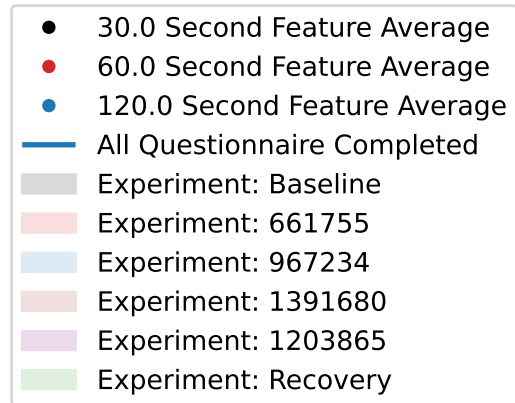 30.0 Second Feature Average
60.0 Second Feature Average
120.0 Second Feature Average
All Questionnaire Completed
Experiment: Baseline
Experiment: 661755
Experiment: 967234
Experiment: 1391680
Experiment: 1203865
Experiment: Recovery